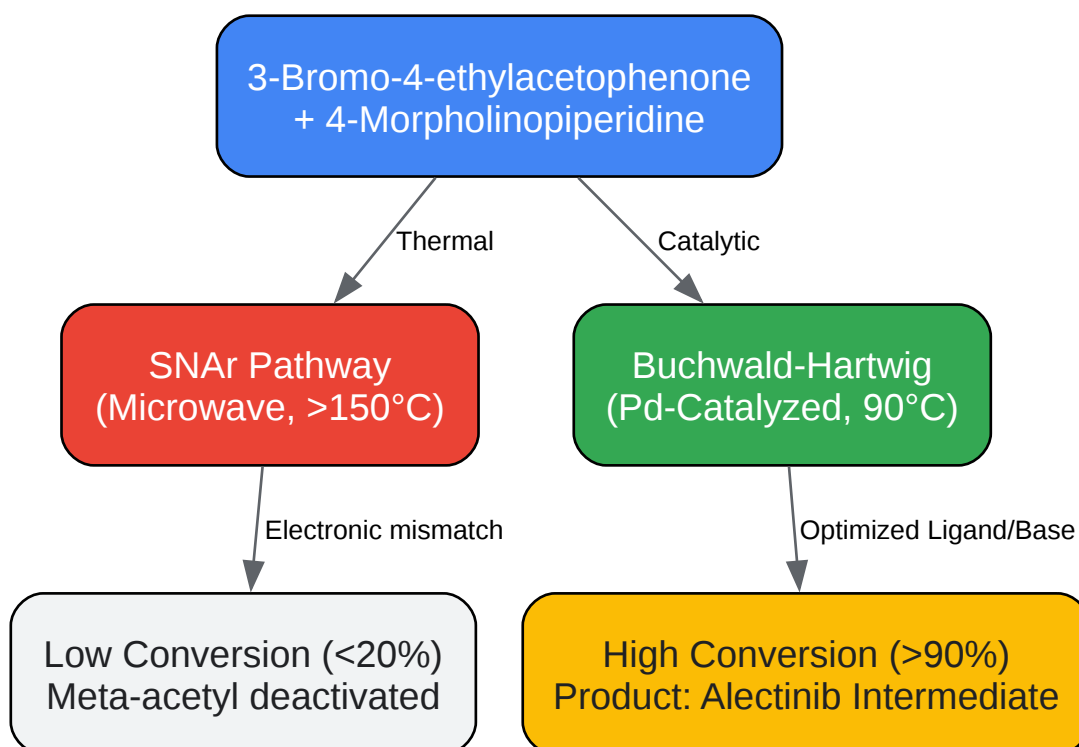 3-Bromo-4-ethylacetophenone
+ 4-Morpholinopiperidine
Thermal
Catalytic
SNAr Pathway
(Microwave, >150°C)
Buchwald-Hartwig
(Pd-Catalyzed, 90°C)
Electronic mismatch
Optimized Ligand/Base
Low Conversion (<20%)
Meta-acetyl deactivated
High Conversion (>90%)
Product: Alectinib Intermediate